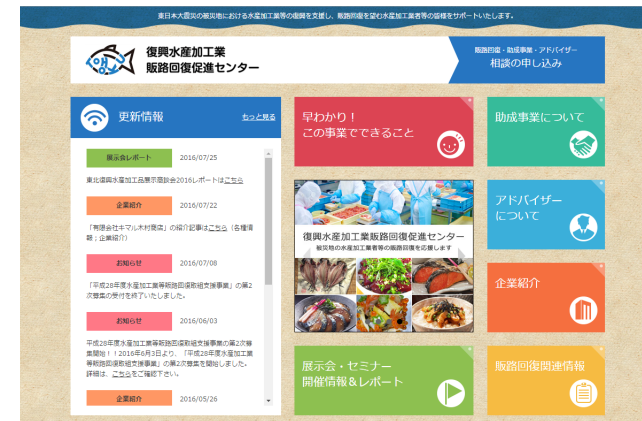 東日本大震災の被災地における水産加工業等の復興を支援し、販路回復を望む水産加工業者等の皆様をサポートいたします。
復興水産加工業
販路回復促進センター
販路回復・助成事業・アドバイザー
相談の申し込み
更新情報
もっと見る
展示会レポート 2016/07/25
東北復興水産加工品展示商談会2016レポートはこちら
企業紹介 2016/07/22
「有限会社キマル木村商店」の紹介記事はこちら（各種情
報；企業紹介）
お知らせ 2016/07/08
「平成28年度水産加工業等販路回復取組支援事業」の第2
次募集の受付を終了いたしました。
お知らせ 2016/06/03
平成28年度水産加工業等販路回復取組支援事業の第2次募
集開始！！2016年6月3日より、「平成28年度水産加工業
等販路回復取組支援事業」の第2次募集を開始しました。
詳細は、こちらをご確認下さい。
企業紹介 2016/05/26
早わかり！
この事業でできること
助成事業について
復興水産加工業販路回復促進センター
被災地の水産加工業者等の販路回復を応援します
アドバイザー
について
企業紹介
展示会・セミナー
開催情報＆レポート
販路回復関連情報